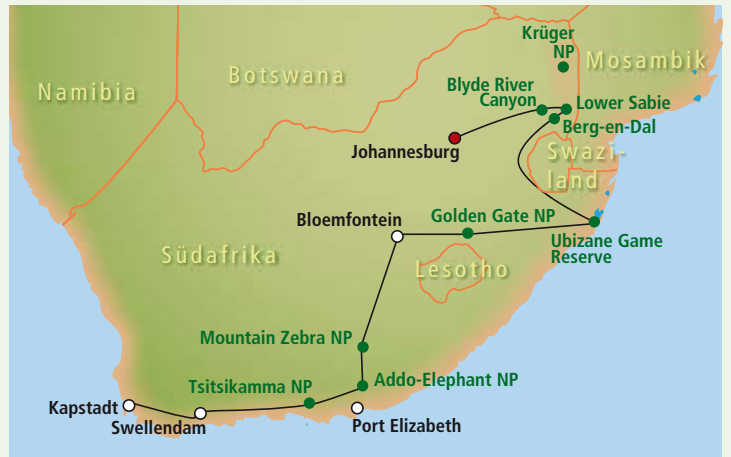 Krüger
NP
Mosambik
Botswana
Namibia
Blyde River
Canyon
Lower Sabie
Berg-en-Dal
Johannesburg
Swazi-
land
Bloemfontein
Golden Gate NP
Ubizane Game
Reserve
Südafrika
Lesotho
Mountain Zebra NP
Tsitsikamma NP
Addo-Elephant NP
Kapstadt
Swellendam
Port Elizabeth